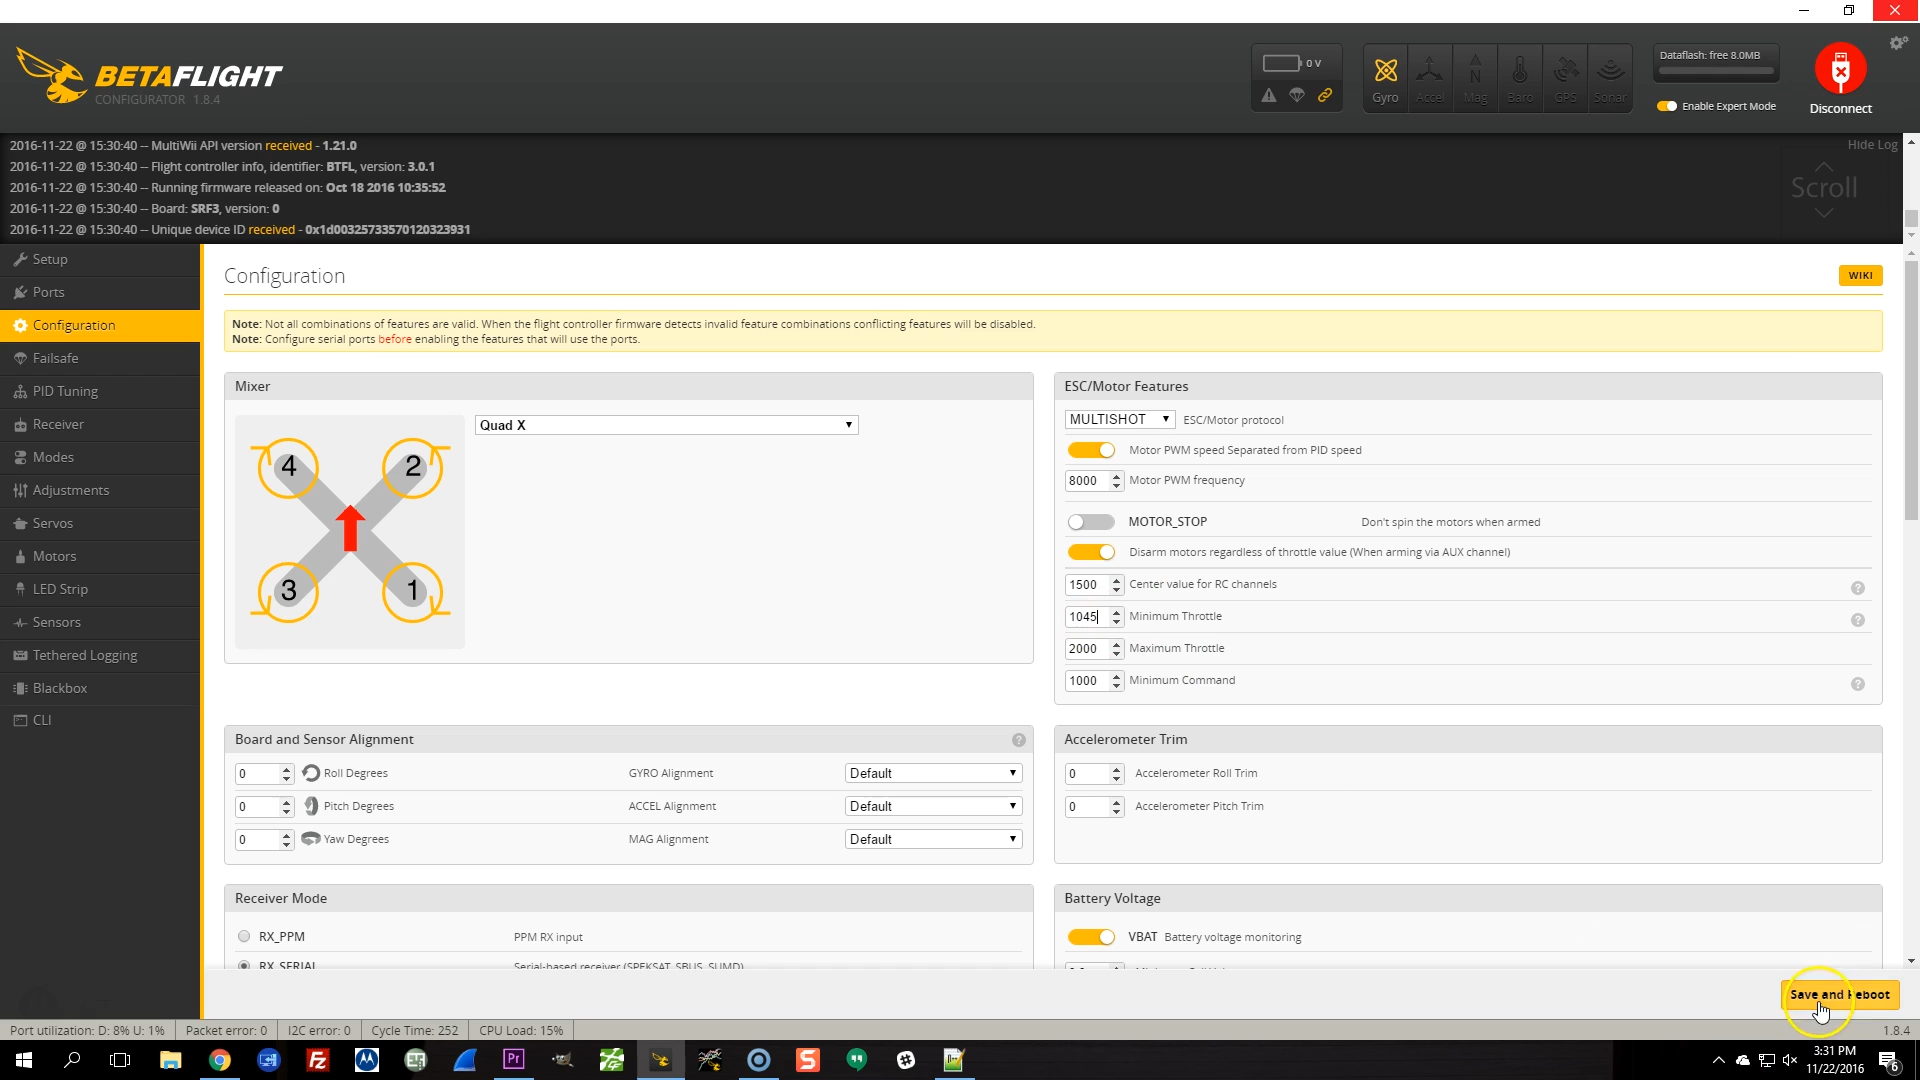 BETAFLIGHT
CONFIGURATOR 1.8.4
0 V
Gyro
Accel
Mag
Baro
GPS
Sonar
Dataflash: free 8.0MB
Enable Expert Mode
Disconnect
2016-11-22 @ 15:30:40 -- MultiWii API version received - 1.21.0
2016-11-22 @ 15:30:40 -- Flight controller info, identifier: BTFL, version: 3.0.1
2016-11-22 @ 15:30:40 -- Running firmware released on: Oct 18 2016 10:35:52
2016-11-22 @ 15:30:40 -- Board: SRF3, version: 0
2016-11-22 @ 15:30:40 -- Unique device ID received - 0x1d00325733570120323931
Hide Log
Scroll
Setup
Ports
Configuration
Failsafe
PID Tuning
Receiver
Modes
Adjustments
Servos
Motors
LED Strip
Sensors
Tethered Logging
Blackbox
CLI
Configuration
WIKI
Note: Not all combinations of features are valid. When the flight controller firmware detects invalid feature combinations conflicting features will be disabled.
Note: Configure serial ports before enabling the features that will use the ports.
Mixer
Quad X
4
2
3
1
ESC/Motor Features
MULTISHOT ESC/Motor protocol
Motor PWM speed Separated from PID speed
8000 Motor PWM frequency
MOTOR_STOP Don't spin the motors when armed
Disarm motors regardless of throttle value (When arming via AUX channel)
1500 Center value for RC channels ?
1045 Minimum Throttle ?
2000 Maximum Throttle
1000 Minimum Command ?
Board and Sensor Alignment ?
0 Roll Degrees GYRO Alignment Default
0 Pitch Degrees ACCEL Alignment Default
0 Yaw Degrees MAG Alignment Default
Accelerometer Trim
0 Accelerometer Roll Trim
0 Accelerometer Pitch Trim
Receiver Mode
RX_PPM PPM RX input
RX_SERIAL Serial-based receiver (SPEKSAT, SBUS, SUMD)
Battery Voltage
VBAT Battery voltage monitoring
Save and Reboot
Port utilization: D: 8% U: 1% Packet error: 0 I2C error: 0 Cycle Time: 252 CPU Load: 15% 1.8.4
3:31 PM
11/22/2016
6